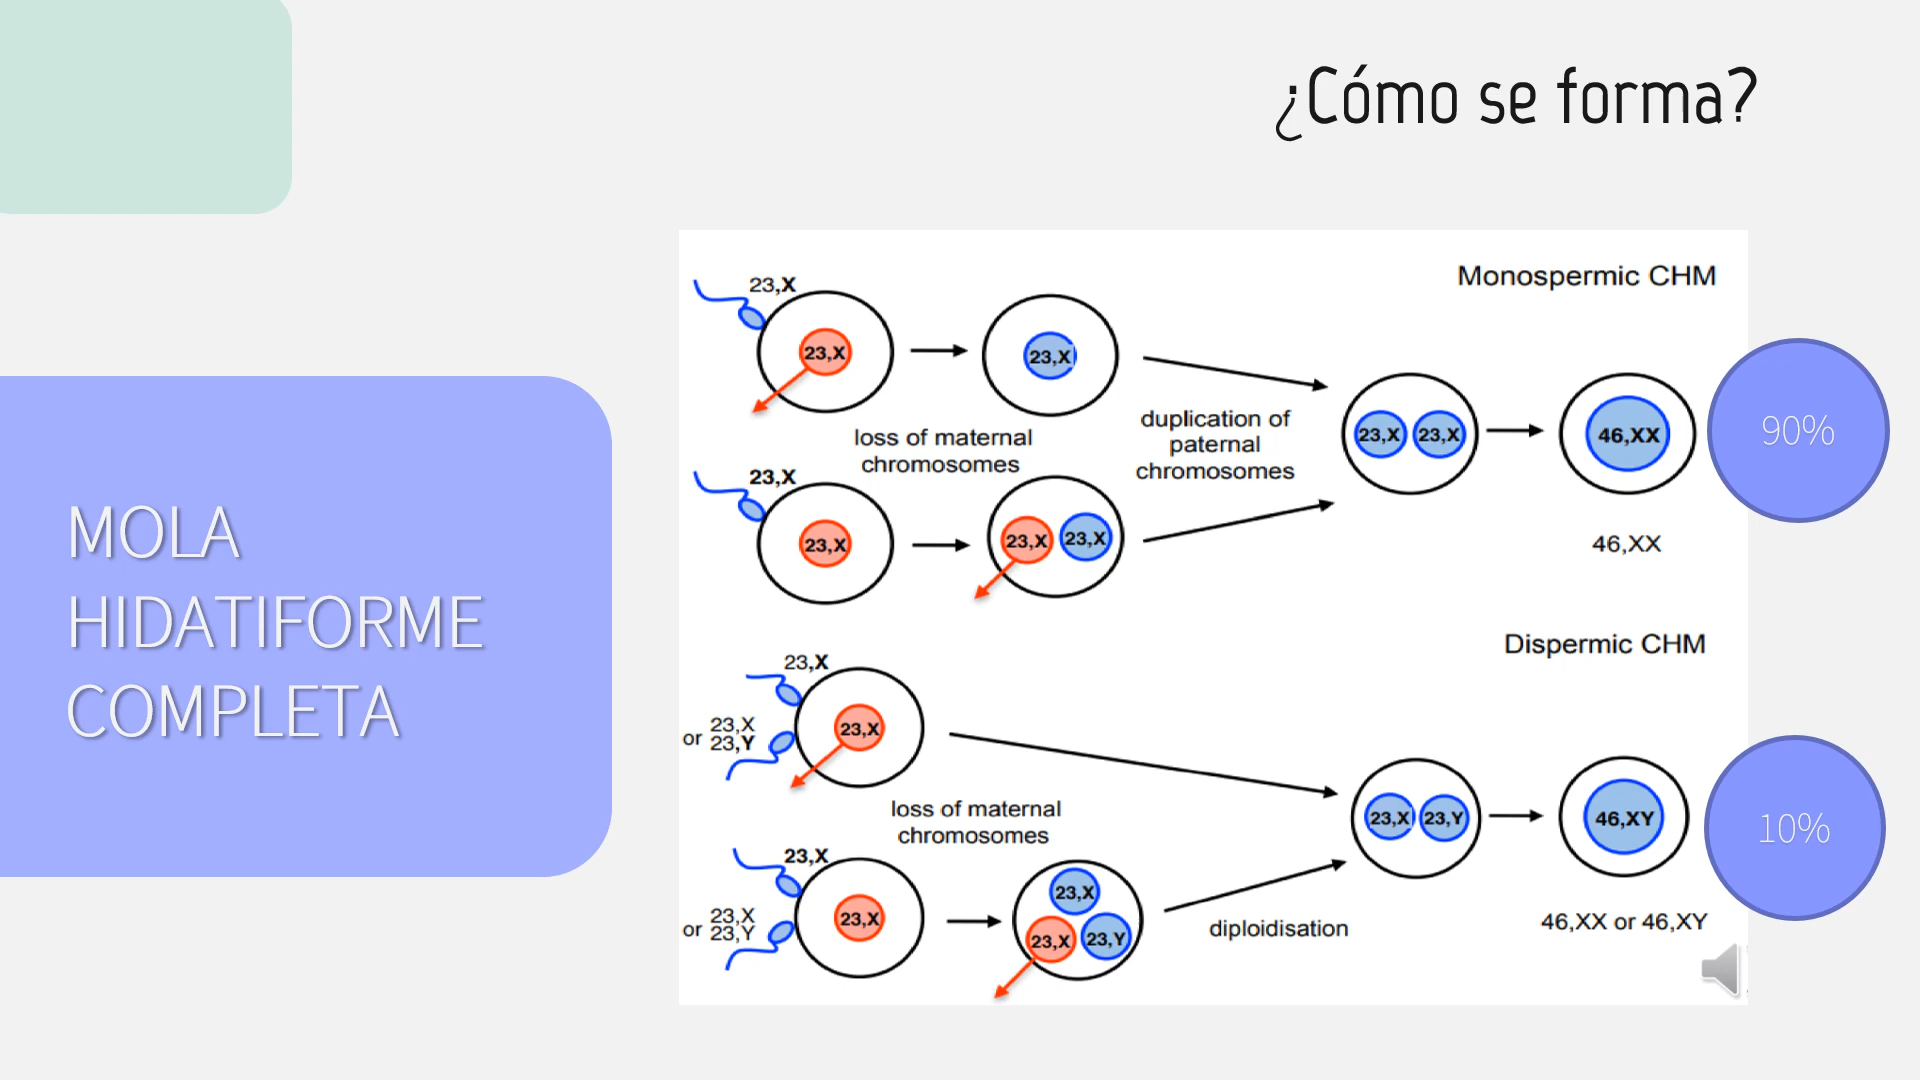 ¿Cómo se forma?
MOLA
HIDATIFORME
COMPLETA
Monospermic CHM
23,X
23,X
23,X
loss of maternal
chromosomes
duplication of
paternal
chromosomes
23,X
23,X
23,X
23,X
23,X
23,X
46,XX
46,XX
90%
Dispermic CHM
23,X
or 23,X
23,Y
23,X
loss of maternal
chromosomes
23,X
or 23,X
23,Y
23,X
23,X
23,X
23,Y
diploidisation
23,X
23,Y
46,XY
46,XX or 46,XY
10%